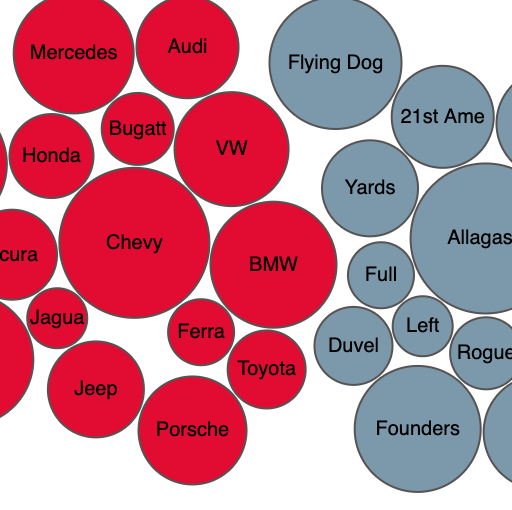 Mercedes
Audi
Flying Dog
21st Ame
Bugatt
Honda
VW
Yards
Chevy
Allagas
cura
BMW
Full
Jagua
Ferra
Left
Duvel
Rogue
Toyota
Jeep
Porsche
Founders